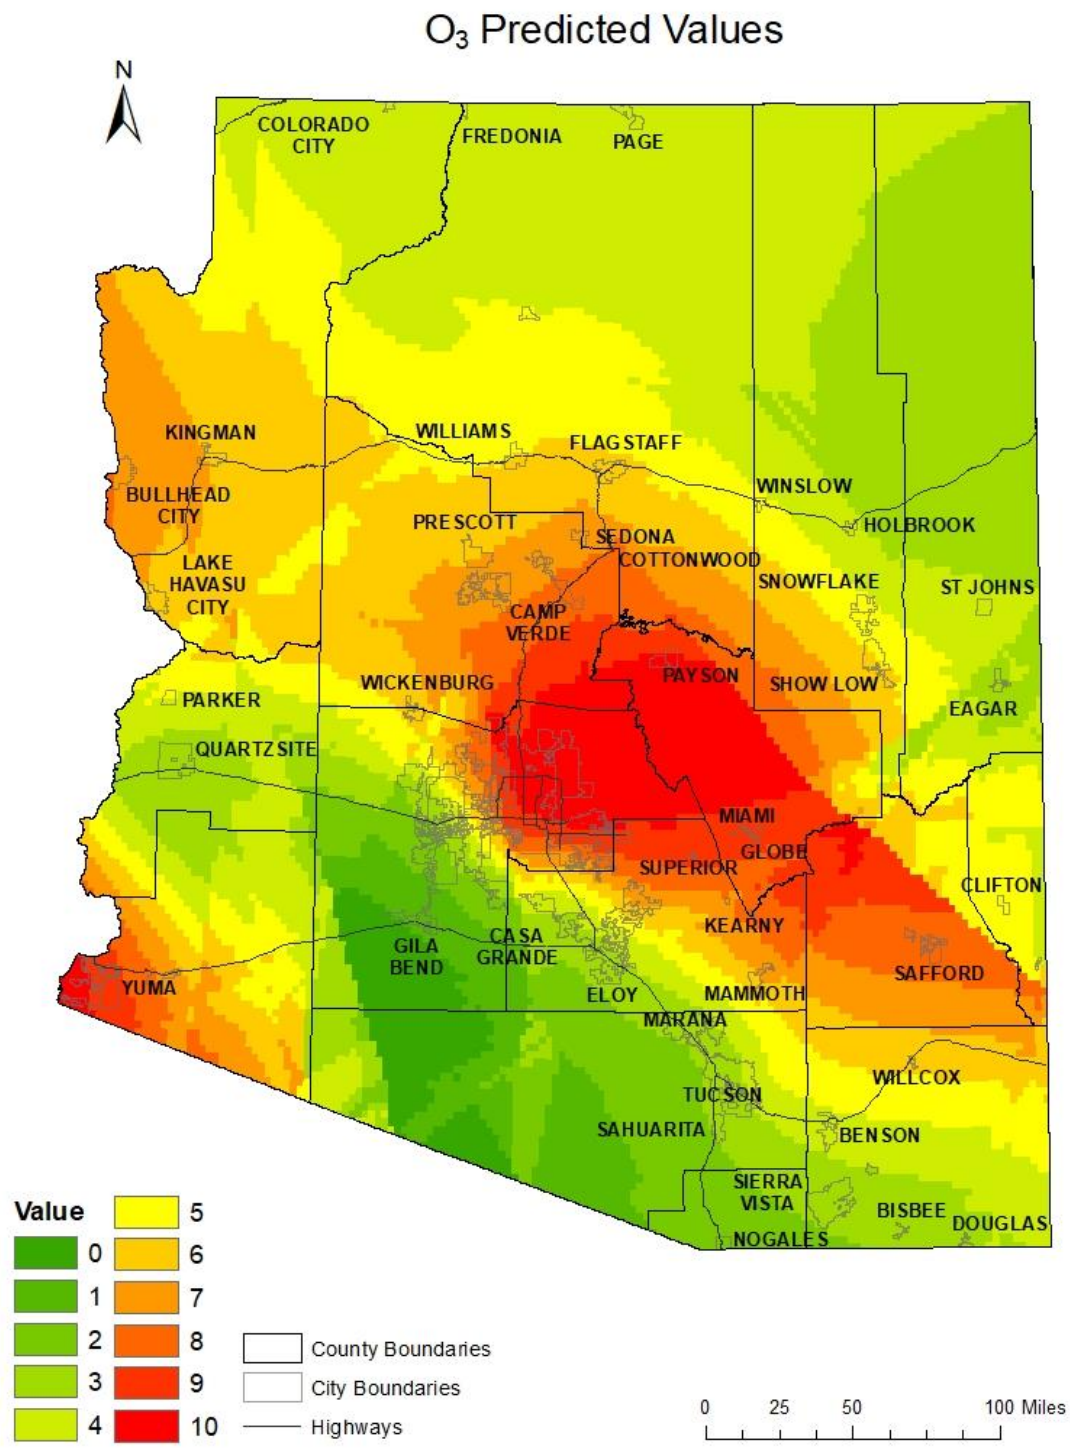 O₃ Predicted Values
N
COLORADO
CITY
FREDONIA
PAGE
KINGMAN
WILLIAMS
FLAGSTAFF
BULLHEAD
CITY
WINSLOW
PRESCOTT
SEDONA
HOLBROOK
COTTONWOOD
LAKE
HAVASU
CITY
SNOWFLAKE
ST JOHNS
CAMP
VERDE
PAYSON
WICKENBURG
SHOW LOW
PARKER
EAGAR
QUARTZSITE
MIAMI
GLOBE
SUPERIOR
CLIFTON
KEARNY
GILA
BEND
CASA
GRANDE
SAFFORD
YUMA
ELOY
MAMMOTH
MARANA
WILLCOX
TUCSON
SAHUARITA
BENSON
SIERRA
VISTA
BISBEE
DOUGLAS
NOGALES
Value
0
1
2
3
4
5
6
7
8
9
10
County Boundaries
City Boundaries
Highways
0 25 50 100 Miles